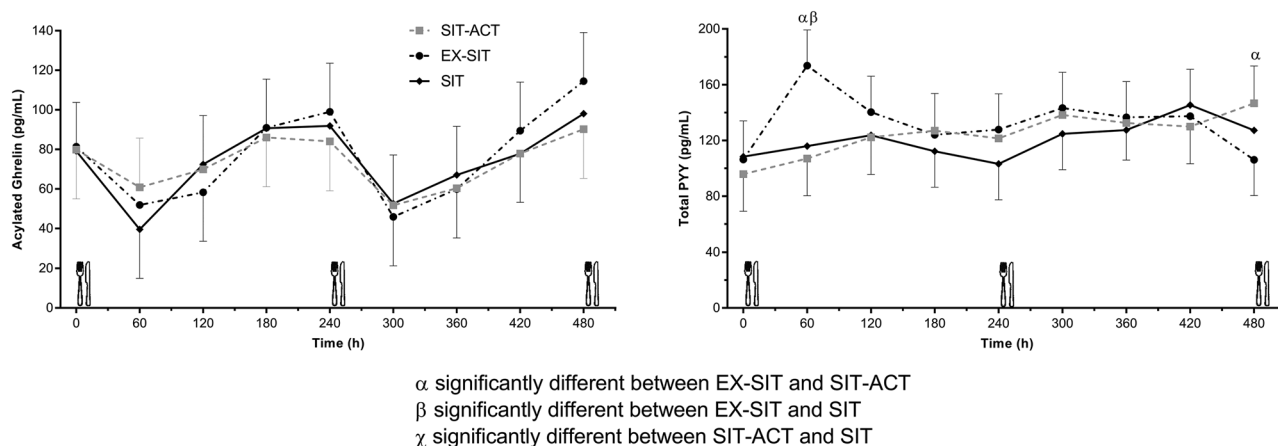 140
120
100
80
60
40
20
0
Acylated Ghrelin (pg/mL)
SIT-ACT
EX-SIT
SIT
0 60 120 180 240 300 360 420 480
Time (h)
αβ
α
200
160
120
80
40
0
Total PYY (pg/mL)
0 60 120 180 240 300 360 420 480
Time (h)
α significantly different between EX-SIT and SIT-ACT
β significantly different between EX-SIT and SIT
χ significantly different between SIT-ACT and SIT